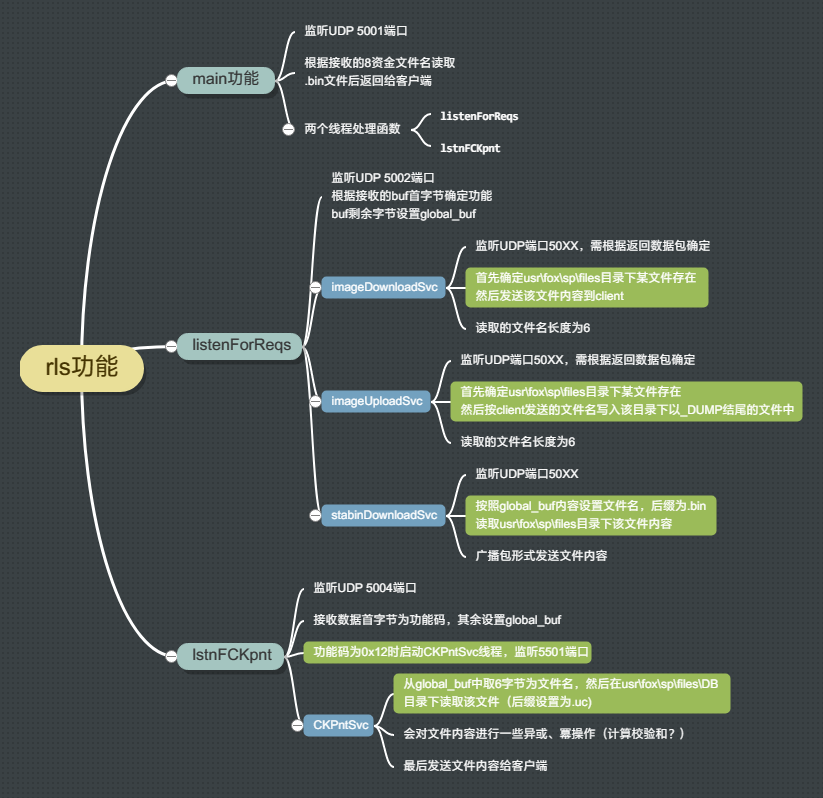 rls功能
main功能
监听UDP 5001端口
根据接收的8资金文件名读取
.bin文件后返回给客户端
两个线程处理函数
listenForReqs
lstnFCKpnt
listenForReqs
监听UDP 5002端口
根据接收的buf首字节确定功能
buf剩余字节设置global_buf
imageDownloadSvc
监听UDP端口50XX，需根据返回数据包确定
首先确定usr\fox\sp\files目录下某文件存在
然后发送该文件内容到client
读取的文件名长度为6
imageUploadSvc
监听UDP端口50XX，需根据返回数据包确定
首先确定usr\fox\sp\files目录下某文件存在
然后按client发送的文件名写入该目录下以_DUMP结尾的文件中
读取的文件名长度为6
stabinDownloadSvc
监听UDP端口50XX
按照global_buf内容设置文件名，后缀为.bin
读取usr\fox\sp\files目录下该文件内容
广播包形式发送文件内容
lstnFCKpnt
监听UDP 5004端口
接收数据首字节为功能码，其余设置global_buf
功能码为0x12时启动CKPntSvc线程，监听5501端口
CKPntSvc
从global_buf中取6字节为文件名，然后在usr\fox\sp\files\DB
目录下读取该文件（后缀设置为.uc)
会对文件内容进行一些异或、幂操作（计算校验和？）
最后发送文件内容给客户端